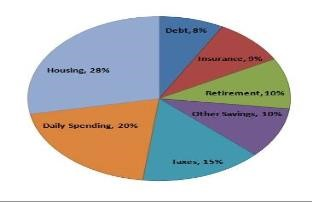 Debt, 8%
Insurance, 9%
Housing, 28%
Retirement, 10%
Other Savings, 10%
Daily Spending, 20%
Taxes, 15%